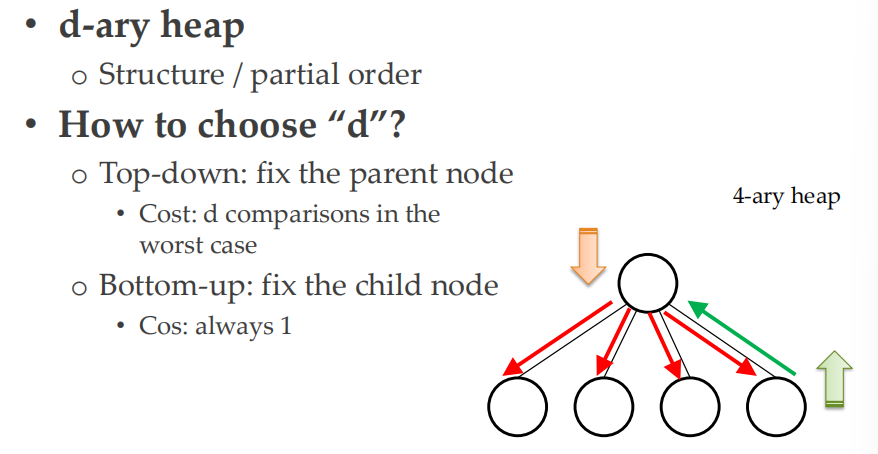 • d-ary heap
o Structure / partial order
• How to choose “d”?
o Top-down: fix the parent node
• Cost: d comparisons in the
worst case
o Bottom-up: fix the child node
• Cos: always 1
4-ary heap